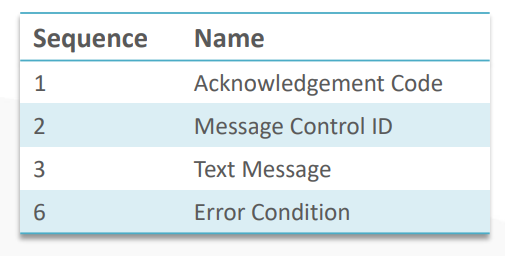 Sequence Name
1 Acknowledgement Code
2 Message Control ID
3 Text Message
6 Error Condition